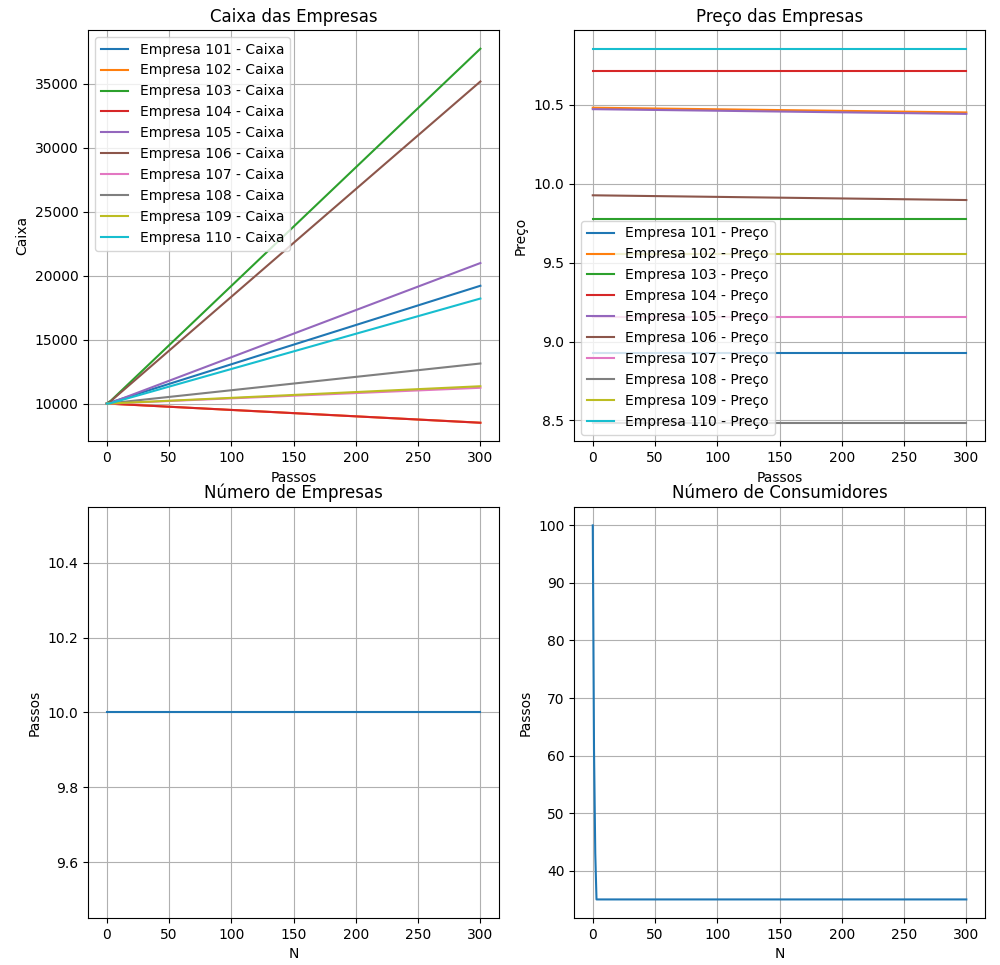 Caixa das Empresas
Caixa
35000
30000
25000
20000
15000
10000
Empresa 101 - Caixa
Empresa 102 - Caixa
Empresa 103 - Caixa
Empresa 104 - Caixa
Empresa 105 - Caixa
Empresa 106 - Caixa
Empresa 107 - Caixa
Empresa 108 - Caixa
Empresa 109 - Caixa
Empresa 110 - Caixa
0 50 100 150 200 250 300
Passos
Preço das Empresas
Preço
10.5
10.0
9.5
9.0
8.5
Empresa 101 - Preço
Empresa 102 - Preço
Empresa 103 - Preço
Empresa 104 - Preço
Empresa 105 - Preço
Empresa 106 - Preço
Empresa 107 - Preço
Empresa 108 - Preço
Empresa 109 - Preço
Empresa 110 - Preço
0 50 100 150 200 250 300
Passos
Número de Empresas
Passos
10.4
10.2
10.0
9.8
9.6
0 50 100 150 200 250 300
N
Número de Consumidores
Passos
100
90
80
70
60
50
40
0 50 100 150 200 250 300
N